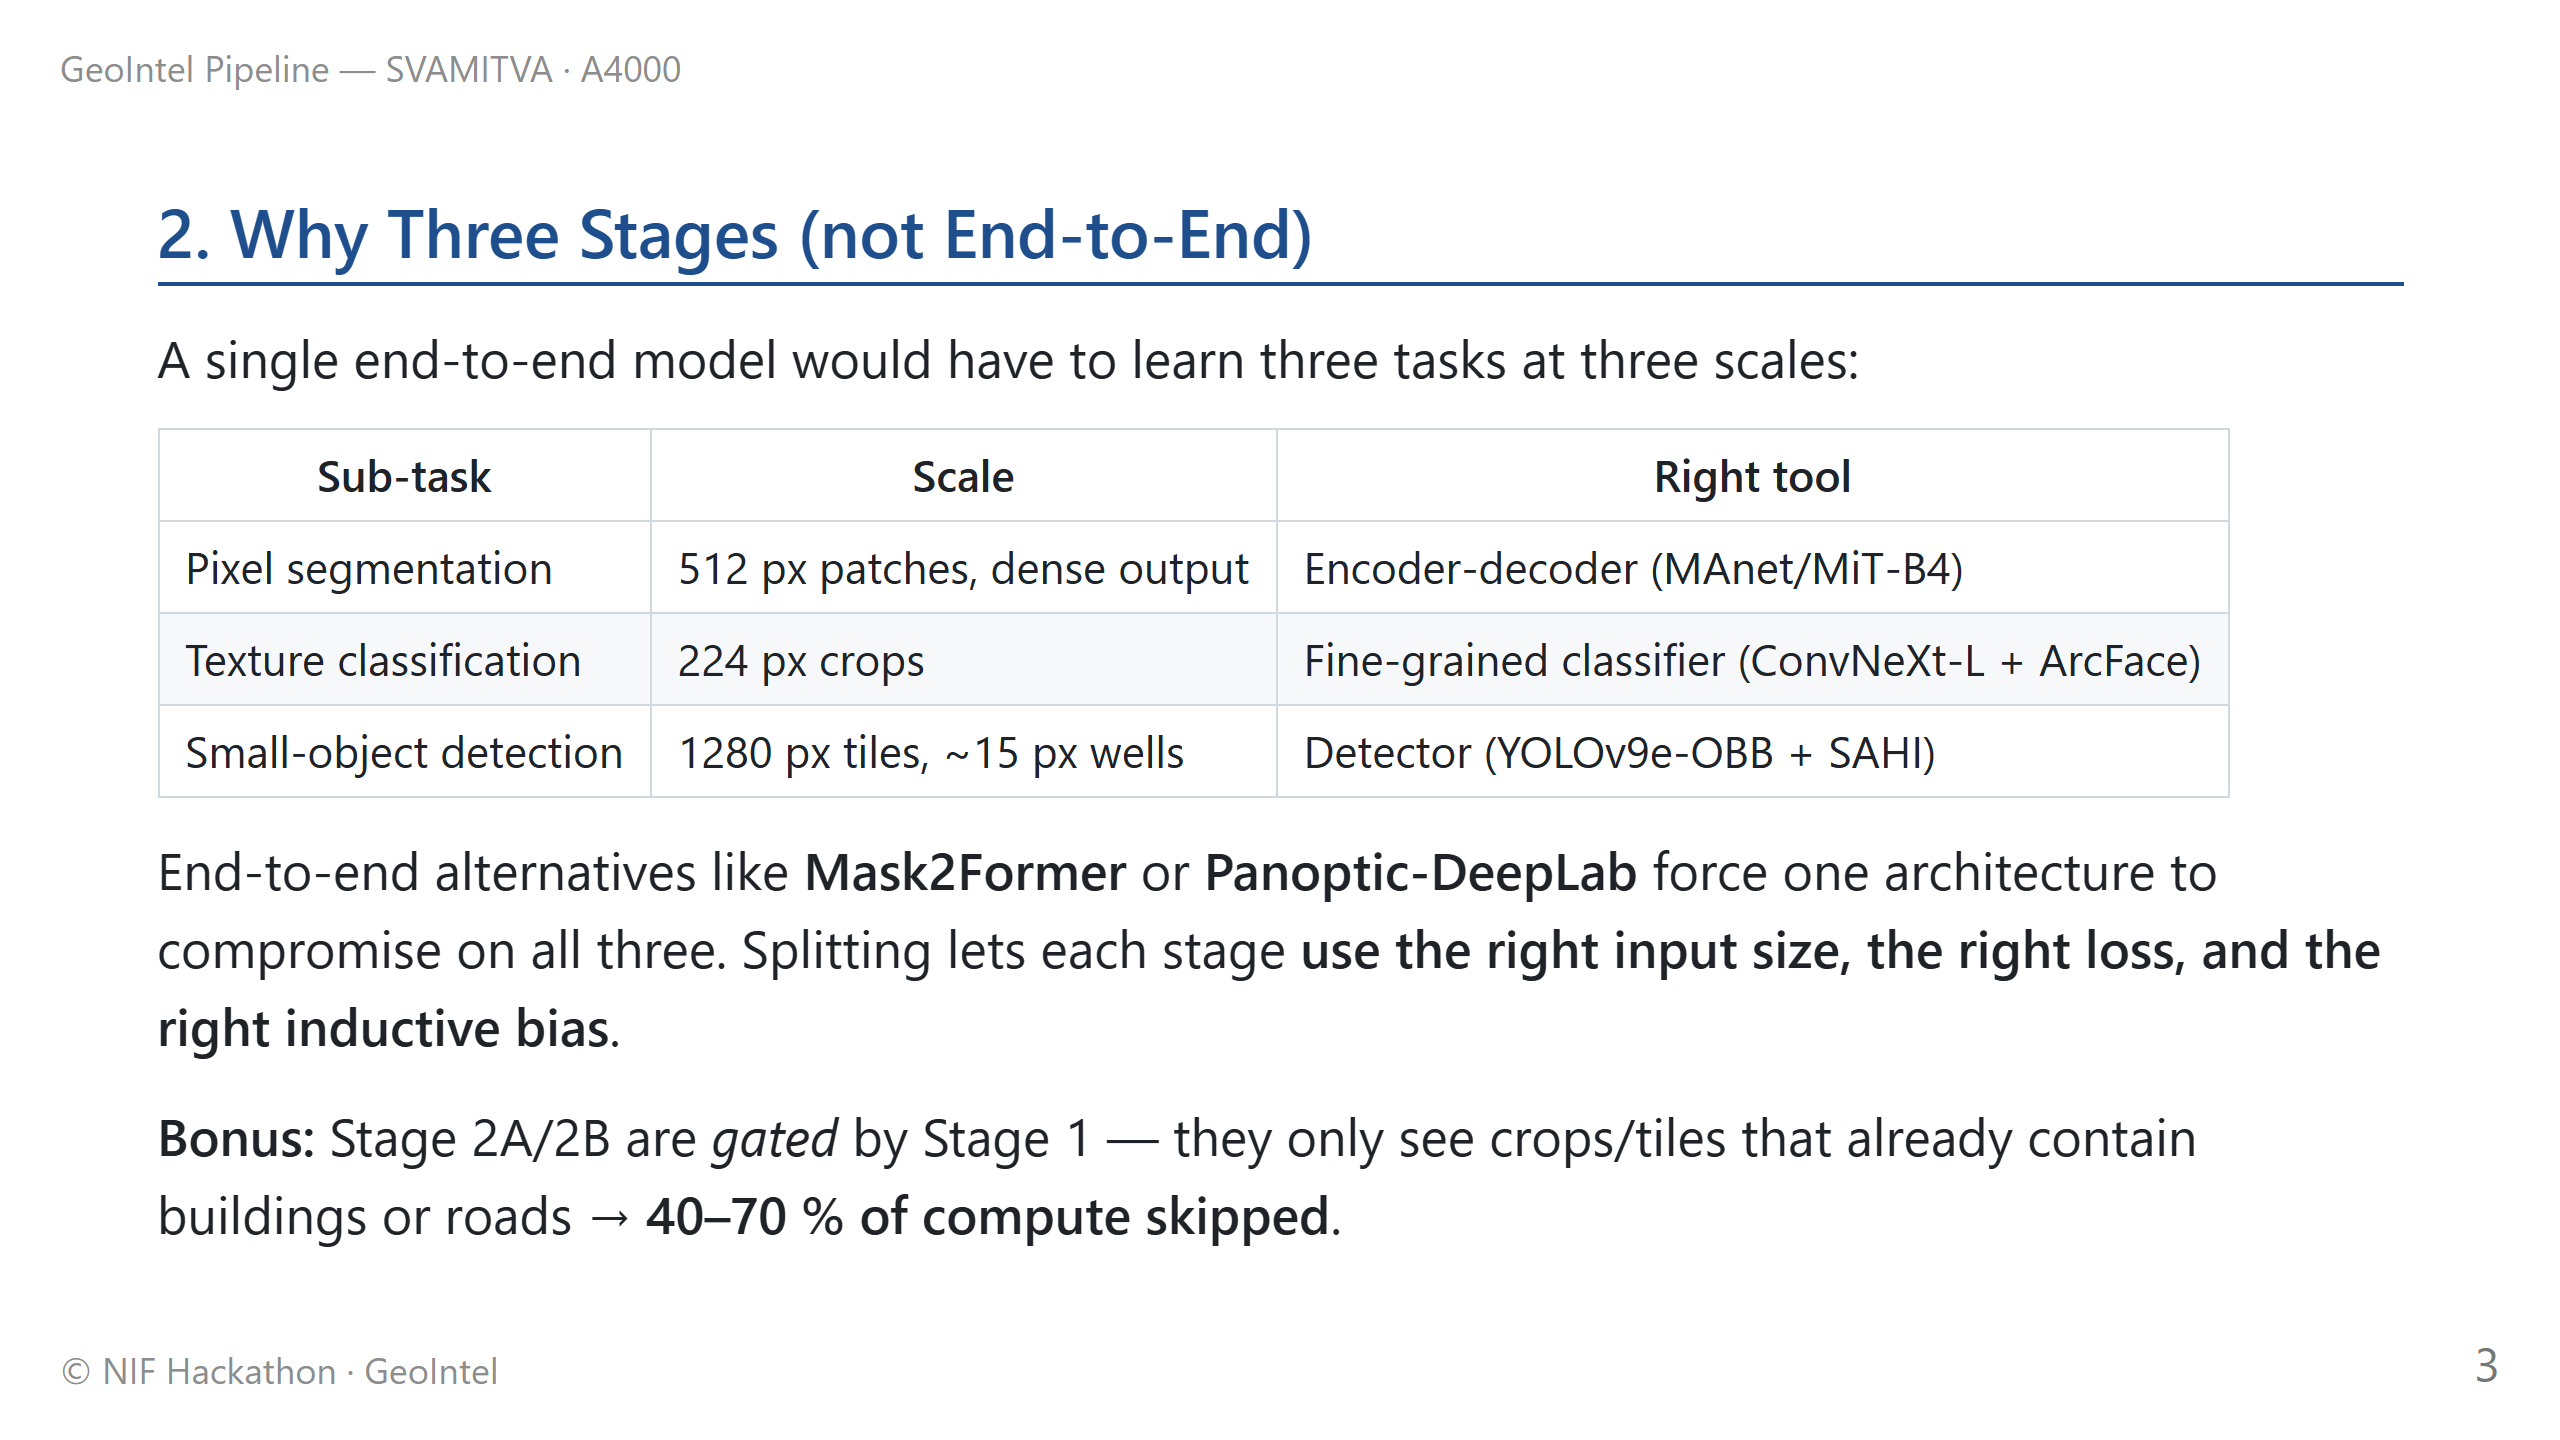 GeoIntel Pipeline — SVAMITVA · A4000
2. Why Three Stages (not End-to-End)
A single end-to-end model would have to learn three tasks at three scales:
Sub-task Scale Right tool
Pixel segmentation 512 px patches, dense output Encoder-decoder (MAnet/MiT-B4)
Texture classification 224 px crops Fine-grained classifier (ConvNeXt-L + ArcFace)
Small-object detection 1280 px tiles, ~15 px wells Detector (YOLOv9e-OBB + SAHI)
End-to-end alternatives like Mask2Former or Panoptic-DeepLab force one architecture to
compromise on all three. Splitting lets each stage use the right input size, the right loss, and the
right inductive bias.
Bonus: Stage 2A/2B are gated by Stage 1 — they only see crops/tiles that already contain
buildings or roads → 40–70 % of compute skipped.
© NIF Hackathon · GeoIntel
3